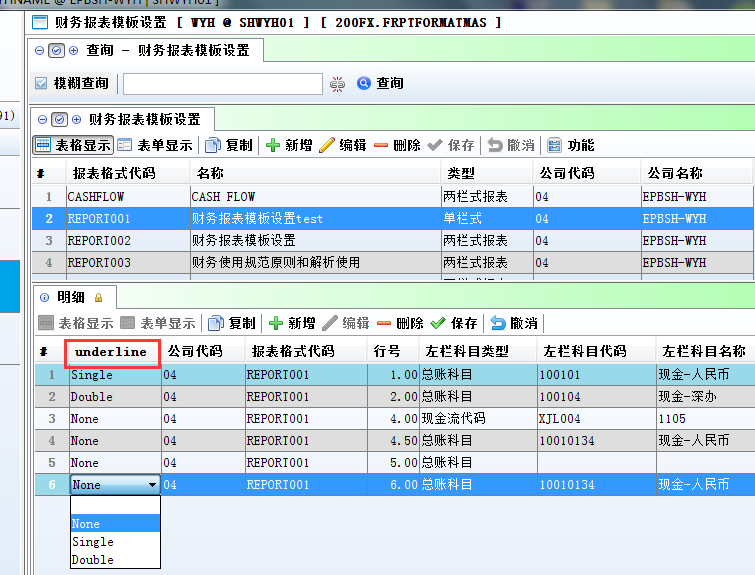 财务报表模板设置 [ WYH @ SHWYH01 ] [ 200FX.FRPTFORMATMAS ]
查询 - 财务报表模板设置
模糊查询 查询
91)
财务报表模板设置
表格显示 表单显示 复制 新增 编辑 删除 保存 撤消 功能
# 报表格式代码 名称 类型 公司代码 公司名称
1 CASHFLOW CASH FLOW 两栏式报表 04 EPBSH-WYH
2 REPORT001 财务报表模板设置test 单栏式 04 EPBSH-WYH
3 REPORT002 财务报表模板设置 两栏式报表 04 EPBSH-WYH
4 REPORT003 财务使用规范原则和解析使用 两栏式报表 04 EPBSH-WYH
明细
表格显示 表单显示 复制 新增 编辑 删除 保存 撤消
# underline 公司代码 报表格式代码 行号 左栏科目类型 左栏科目代码 左栏科目名称
1 Single 04 REPORT001 1.00 总账科目 100101 现金-人民币
2 Double 04 REPORT001 2.00 总账科目 100104 现金-深办
3 None 04 REPORT001 4.00 现金流代码 XJL004 1105
4 None 04 REPORT001 4.50 总账科目 10010134 现金-人民币
5 None 04 REPORT001 5.00 总账科目
6 None 04 REPORT001 6.00 总账科目 10010134 现金-人民币
None
Single
Double